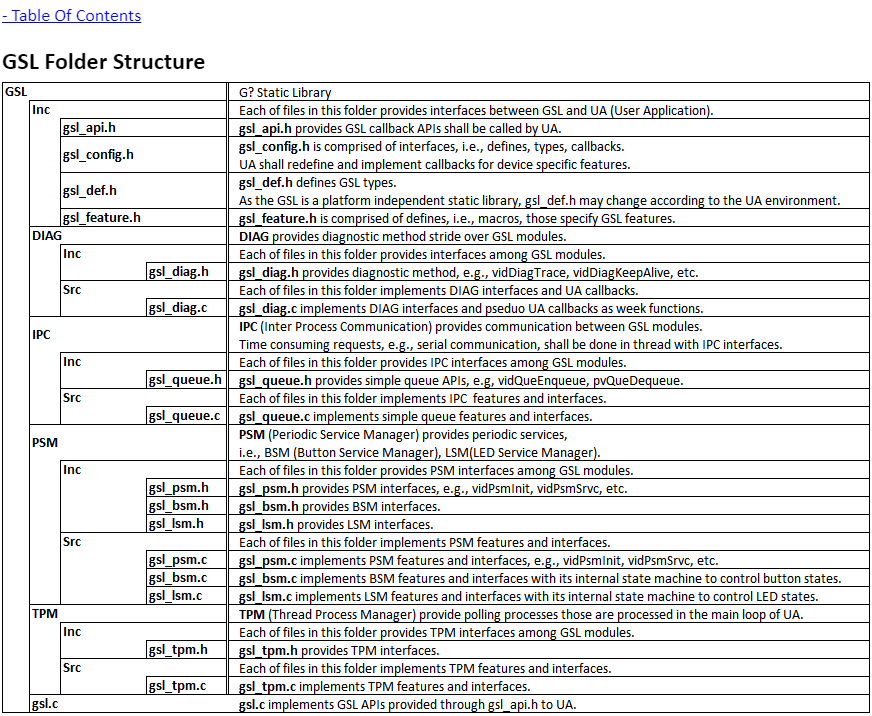 - Table Of Contents
GSL Folder Structure
GSL G? Static Library
Inc Each of files in this folder provides interfaces between GSL and UA (User Application).
gsl_api.h gsl_api.h provides GSL callback APIs shall be called by UA.
gsl_config.h gsl_config.h is comprised of interfaces, i.e., defines, types, callbacks.
UA shall redefine and implement callbacks for device specific features.
gsl_def.h gsl_def.h defines GSL types.
As the GSL is a platform independent static library, gsl_def.h may change according to the UA environment.
gsl_feature.h gsl_feature.h is comprised of defines, i.e., macros, those specify GSL features.
DIAG DIAG provides diagnostic method stride over GSL modules.
Inc Each of files in this folder provides interfaces among GSL modules.
gsl_diag.h gsl_diag.h provides diagnostic method, e.g., vidDiagTrace, vidDiagKeepAlive, etc.
Src Each of files in this folder implements DIAG interfaces and UA callbacks.
gsl_diag.c gsl_diag.c implements DIAG interfaces and pseduo UA callbacks as week functions.
IPC IPC (Inter Process Communication) provides communication between GSL modules.
Time consuming requests, e.g., serial communication, shall be done in thread with IPC interfaces.
Inc Each of files in this folder provides IPC interfaces among GSL modules.
gsl_queue.h gsl_queue.h provides simple queue APIs, e.g, vidQueEnqueue, pvQueDequeue.
Src Each of files in this folder implements IPC features and interfaces.
gsl_queue.c gsl_queue.c implements simple queue features and interfaces.
PSM PSM (Periodic Service Manager) provides periodic services,
i.e., BSM (Button Service Manager), LSM(LED Service Manager).
Inc Each of files in this folder provides PSM interfaces among GSL modules.
gsl_psm.h gsl_psm.h provides PSM interfaces, e.g., vidPsmInit, vidPsmSrvc, etc.
gsl_bsm.h gsl_bsm.h provides BSM interfaces.
gsl_lsm.h gsl_lsm.h provides LSM interfaces.
Src Each of files in this folder implements PSM features and interfaces.
gsl_psm.c gsl_psm.c implements PSM features and interfaces, e.g., vidPsmInit, vidPsmSrvc, etc.
gsl_bsm.c gsl_bsm.c implements BSM features and interfaces with its internal state machine to control button states.
gsl_lsm.c gsl_lsm.c implements LSM features and interfaces with its internal state machine to control LED states.
TPM TPM (Thread Process Manager) provide polling processes those are processed in the main loop of UA.
Inc Each of files in this folder provides TPM interfaces among GSL modules.
gsl_tpm.h gsl_tpm.h provides TPM interfaces.
Src Each of files in this folder implements TPM features and interfaces.
gsl_tpm.c gsl_tpm.c implements TPM features and interfaces.
gsl.c gsl.c implements GSL APIs provided through gsl_api.h to UA.